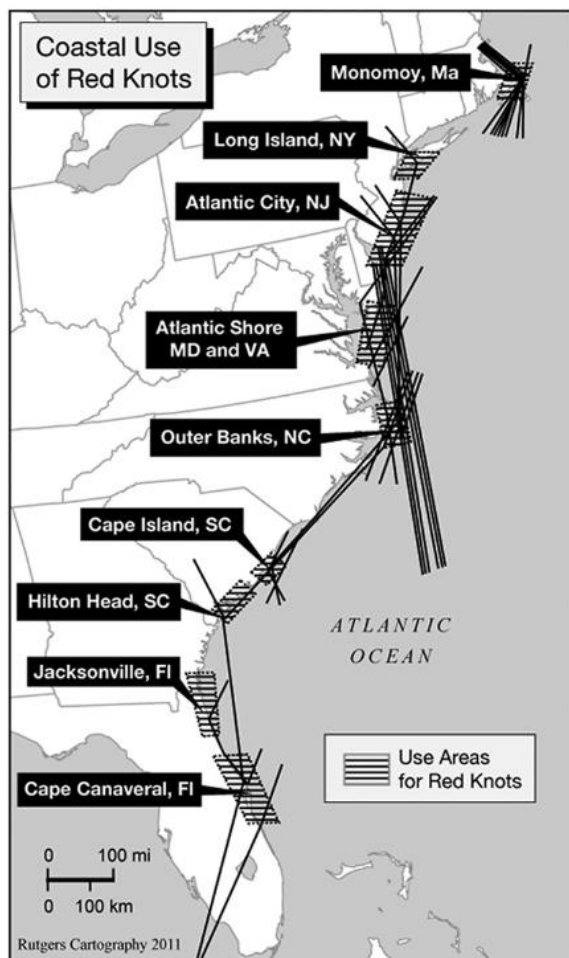 Coastal Use
of Red Knots
Monomoy, Ma
Long Island, NY
Atlantic City, NJ
Atlantic Shore
MD and VA
Outer Banks, NC
Cape Island, SC
Hilton Head, SC
ATLANTIC
OCEAN
Jacksonville, Fl
Use Areas
for Red Knots
Cape Canaveral, Fl
0 100 mi
0 100 km
Rutgers Cartography 2011